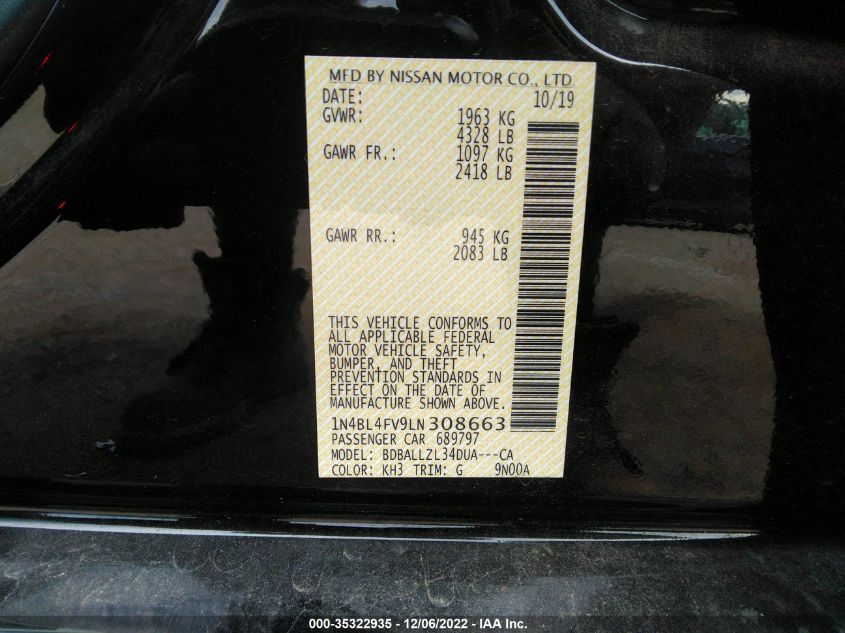 MFD BY NISSAN MOTOR CO., LTD.
DATE: 10/19
GVWR: 1963 KG
4328 LB
GAWR FR.: 1097 KG
2418 LB
GAWR RR.: 945 KG
2083 LB
THIS VEHICLE CONFORMS TO
ALL APPLICABLE FEDERAL
MOTOR VEHICLE SAFETY,
BUMPER, AND THEFT
PREVENTION STANDARDS IN
EFFECT ON THE DATE OF
MANUFACTURE SHOWN ABOVE.
1N4BL4FV9LN308663
PASSENGER CAR 689797
MODEL: BDBALLZL34DUA---CA
COLOR: KH3 TRIM: G 9N00A
000-35322935 - 12/06/2022 - IAA Inc.